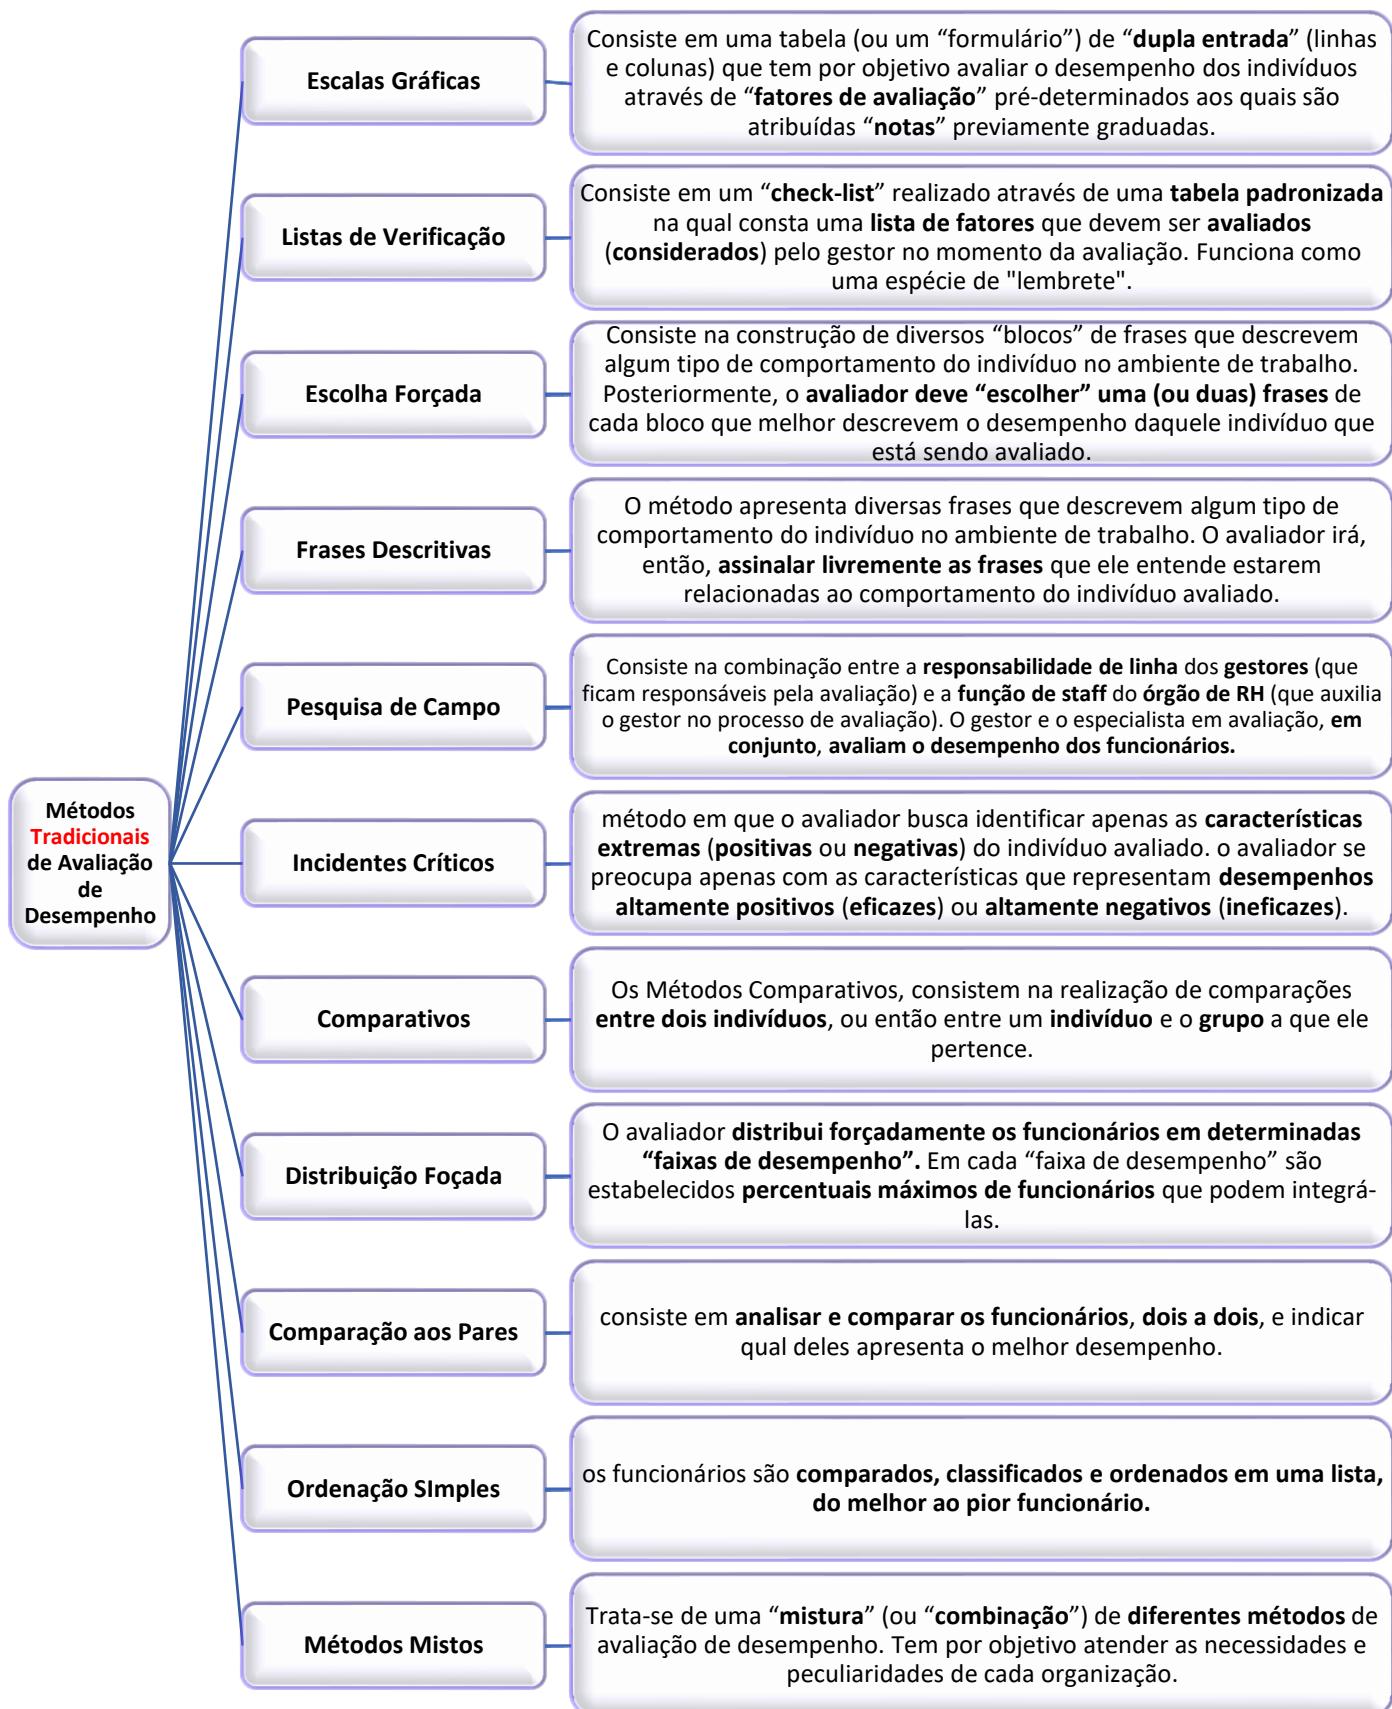 Métodos
Tradicionais
de Avaliação
de
Desempenho
Escalas Gráficas
Consiste em uma tabela (ou um “formulário”) de “dupla entrada” (linhas
e colunas) que tem por objetivo avaliar o desempenho dos indivíduos
através de “fatores de avaliação” pré-determinados aos quais são
atribuídas “notas” previamente graduadas.
Listas de Verificação
Consiste em um “check-list” realizado através de uma tabela padronizada
na qual consta uma lista de fatores que devem ser avaliados
(considerados) pelo gestor no momento da avaliação. Funciona como
uma espécie de "lembrete".
Escolha Forçada
Consiste na construção de diversos “blocos” de frases que descrevem
algum tipo de comportamento do indivíduo no ambiente de trabalho.
Posteriormente, o avaliador deve “escolher” uma (ou duas) frases de
cada bloco que melhor descrevem o desempenho daquele indivíduo que
está sendo avaliado.
Frases Descritivas
O método apresenta diversas frases que descrevem algum tipo de
comportamento do indivíduo no ambiente de trabalho. O avaliador irá,
então, assinalar livremente as frases que ele entende estarem
relacionadas ao comportamento do indivíduo avaliado.
Pesquisa de Campo
Consiste na combinação entre a responsabilidade de linha dos gestores (que
ficam responsáveis pela avaliação) e a função de staff do órgão de RH (que auxilia
o gestor no processo de avaliação). O gestor e o especialista em avaliação, em
conjunto, avaliam o desempenho dos funcionários.
Incidentes Críticos
método em que o avaliador busca identificar apenas as características
extremas (positivas ou negativas) do indivíduo avaliado. o avaliador se
preocupa apenas com as características que representam desempenhos
altamente positivos (eficazes) ou altamente negativos (ineficazes).
Comparativos
Os Métodos Comparativos, consistem na realização de comparações
entre dois indivíduos, ou então entre um indivíduo e o grupo a que ele
pertence.
Distribuição Foçada
O avaliador distribui forçadamente os funcionários em determinadas
“faixas de desempenho”. Em cada “faixa de desempenho” são
estabelecidos percentuais máximos de funcionários que podem integrá-
las.
Comparação aos Pares
consiste em analisar e comparar os funcionários, dois a dois, e indicar
qual deles apresenta o melhor desempenho.
Ordenação SImples
os funcionários são comparados, classificados e ordenados em uma lista,
do melhor ao pior funcionário.
Métodos Mistos
Trata-se de uma “mistura” (ou “combinação”) de diferentes métodos de
avaliação de desempenho. Tem por objetivo atender as necessidades e
peculiaridades de cada organização.